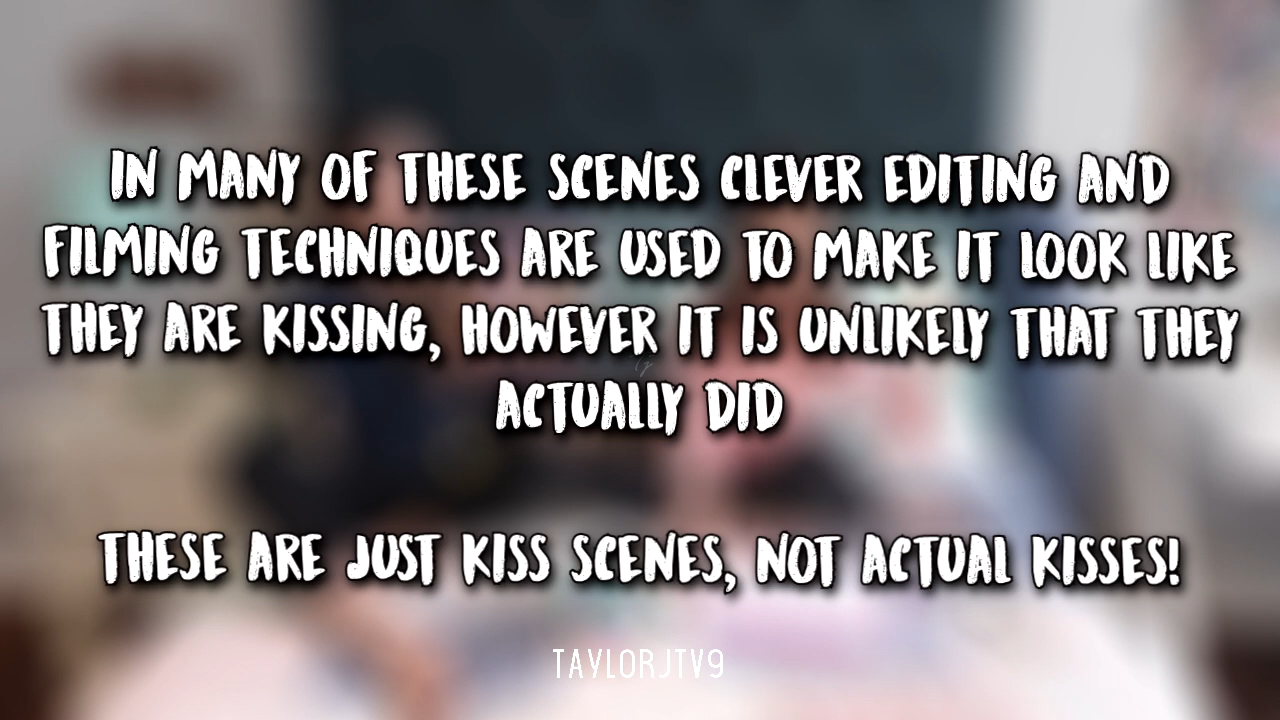 IN MANY OF THESE SCENES CLEVER EDITING AND
FILMING TECHNIQUES ARE USED TO MAKE IT LOOK LIKE
THEY ARE KISSING, HOWEVER IT IS UNLIKELY THAT THEY
ACTUALLY DID
THESE ARE JUST KISS SCENES, NOT ACTUAL KISSES!
TAYLORJTV9